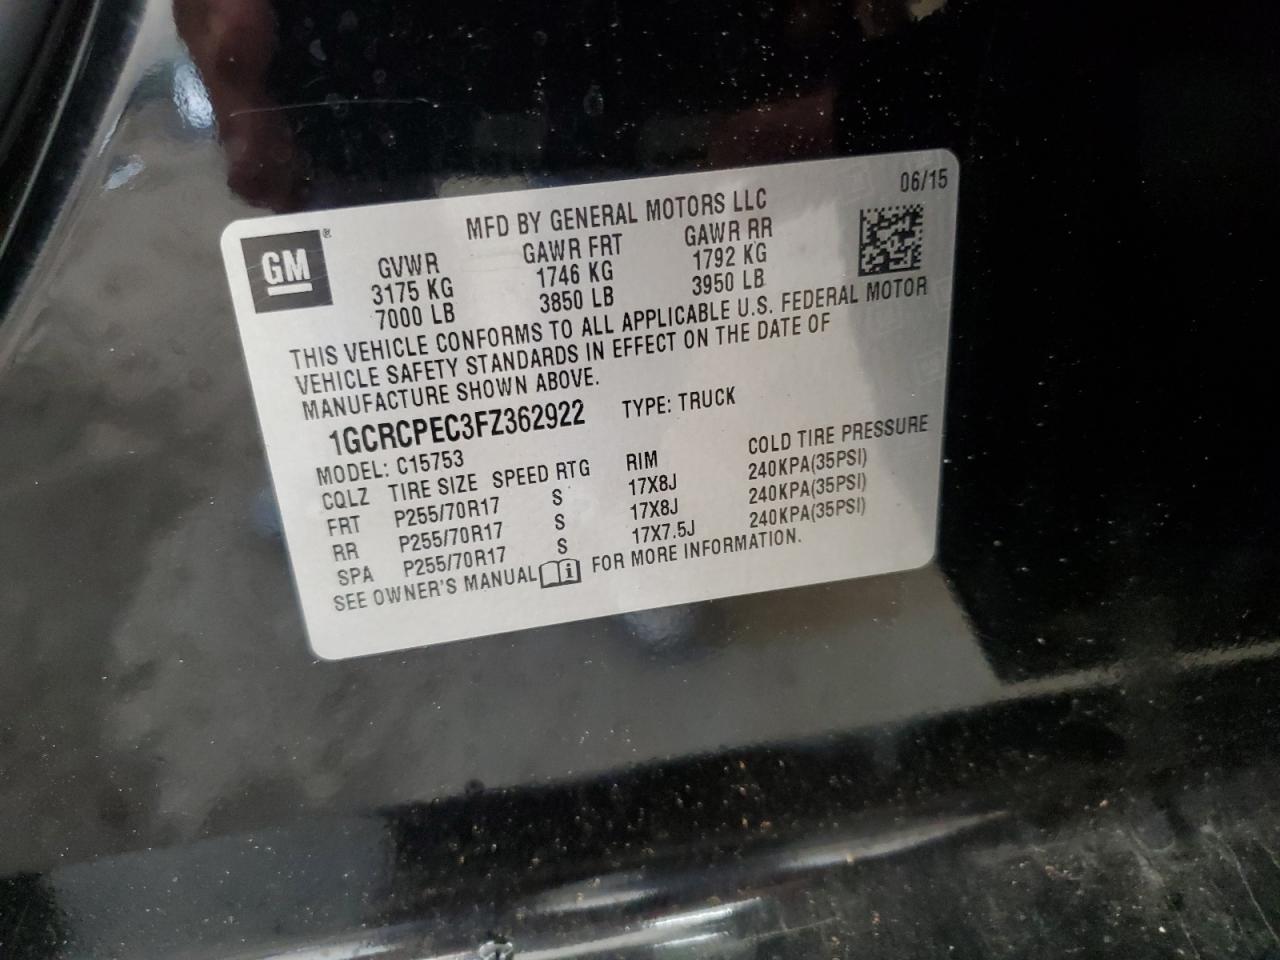 06/15
MFD BY GENERAL MOTORS LLC
GM ®
GVWR GAWR FRT GAWR RR
3175 KG 1746 KG 1792 KG
7000 LB 3850 LB 3950 LB
THIS VEHICLE CONFORMS TO ALL APPLICABLE U.S. FEDERAL MOTOR
VEHICLE SAFETY STANDARDS IN EFFECT ON THE DATE OF
MANUFACTURE SHOWN ABOVE.
1GCRCPEC3FZ362922 TYPE: TRUCK
MODEL: C15753
CQLZ TIRE SIZE SPEED RTG RIM COLD TIRE PRESSURE
FRT P255/70R17 S 17X8J 240KPA(35PSI)
RR P255/70R17 S 17X8J 240KPA(35PSI)
SPA P255/70R17 S 17X7.5J 240KPA(35PSI)
SEE OWNER'S MANUAL i FOR MORE INFORMATION.